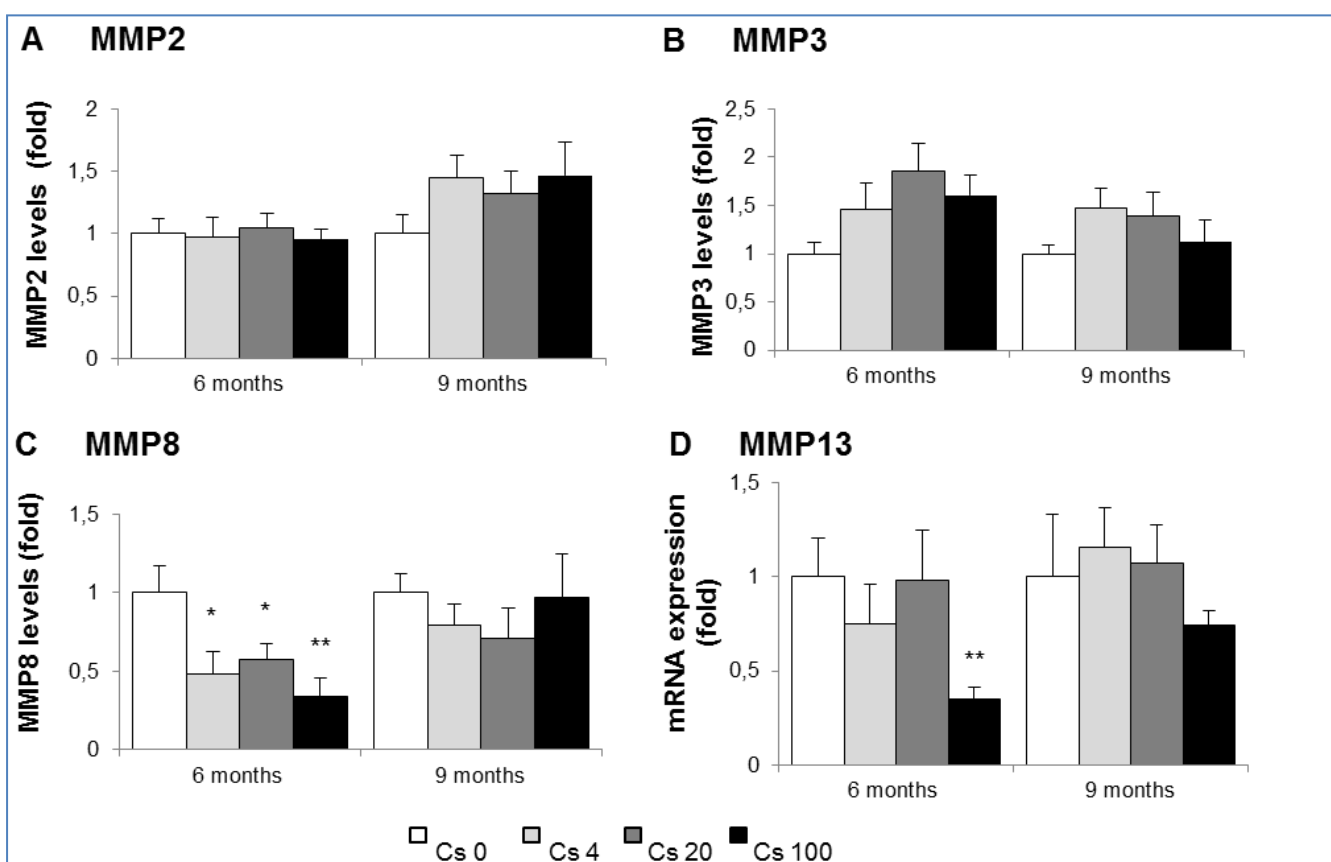 A MMP2
MMP2 levels (fold)
2
1,5
1
0,5
0
6 months
9 months
B MMP3
MMP3 levels (fold)
2,5
2
1,5
1
0,5
0
6 months
9 months
C MMP8
MMP8 levels (fold)
1,5
1
0,5
0
*
*
**
6 months
9 months
D MMP13
mRNA expression
(fold)
1,5
1
0,5
0
**
6 months
9 months
Cs 0 Cs 4 Cs 20 Cs 100